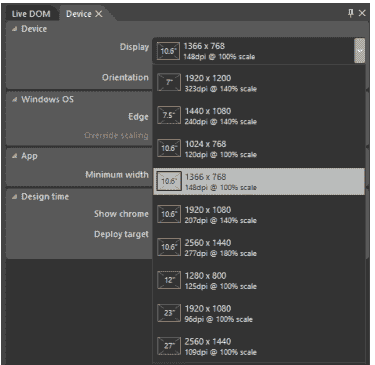 Live DOM Device
Device
Display
10.6" 1366 x 768
148dpi @ 100% scale
Orientation
7" 1920 x 1200
323dpi @ 140% scale
Windows OS
Edge
7.5" 1440 x 1080
240dpi @ 140% scale
Override scaling
10.6" 1024 x 768
120dpi @ 100% scale
App
Minimum width
10.6" 1366 x 768
148dpi @ 100% scale
Design time
Show chrome
10.6" 1920 x 1080
207dpi @ 140% scale
Deploy target
10.6" 2560 x 1440
277dpi @ 180% scale
12" 1280 x 800
125dpi @ 100% scale
23" 1920 x 1080
96dpi @ 100% scale
27" 2560 x 1440
109dpi @ 100% scale